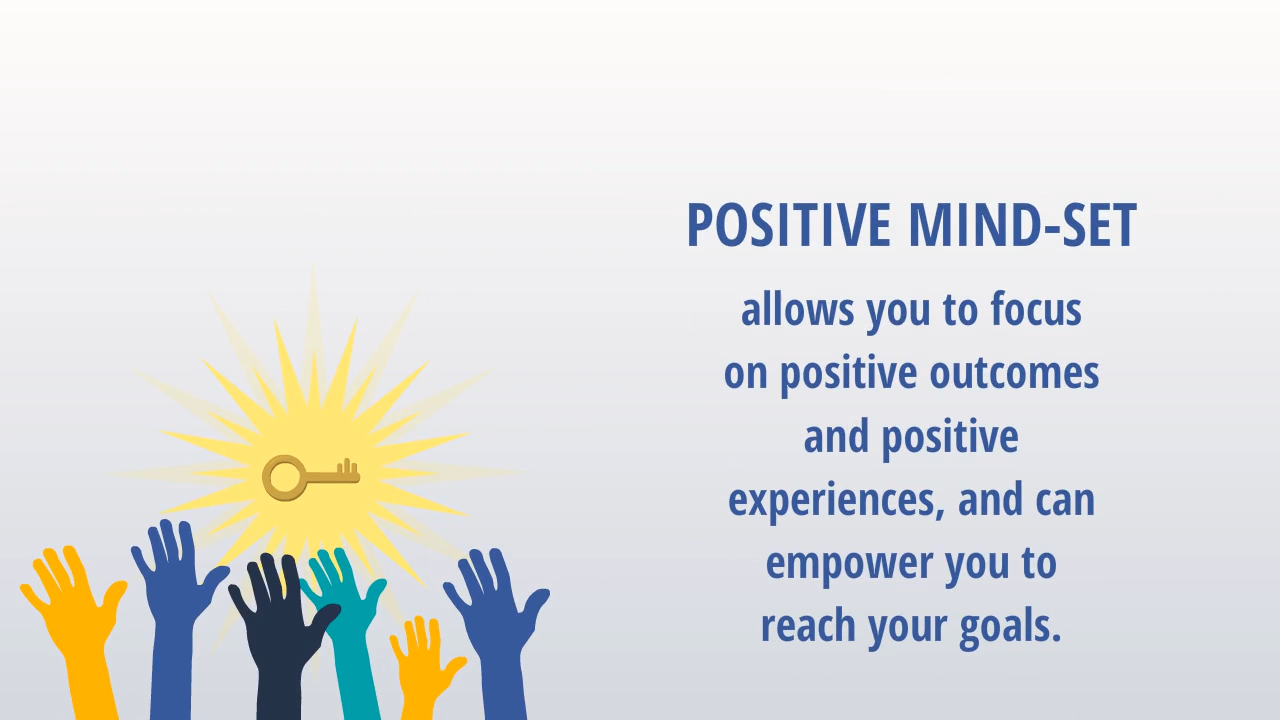 POSITIVE MIND-SET
allows you to focus
on positive outcomes
and positive
experiences, and can
empower you to
reach your goals.